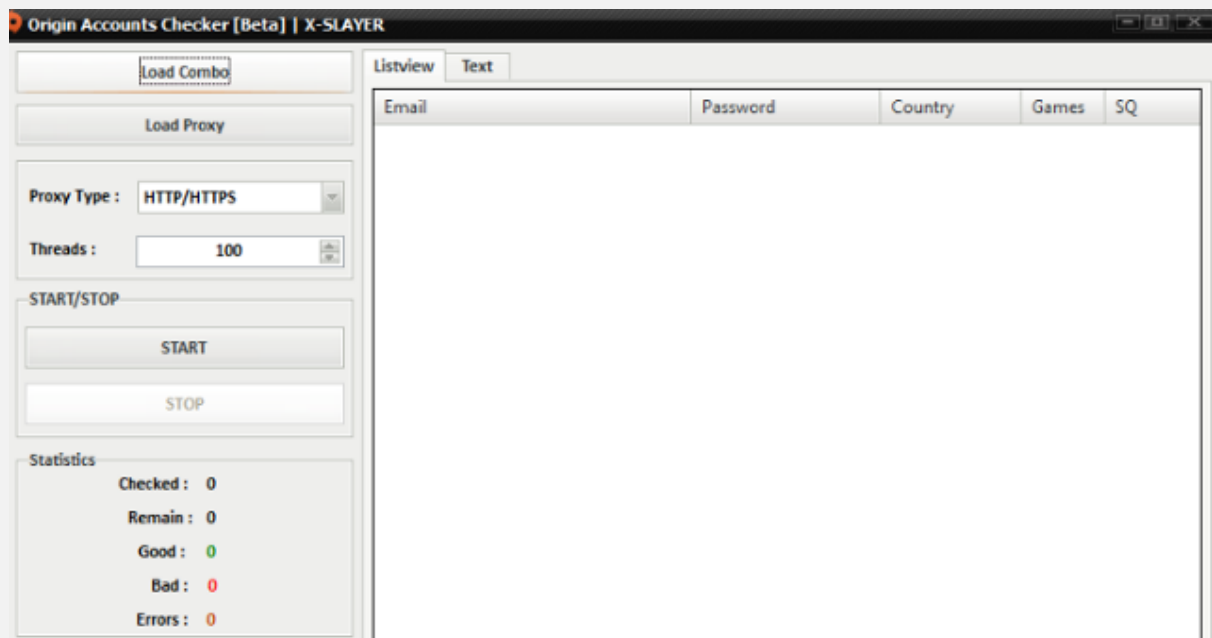 Origin Accounts Checker [Beta] | X-SLAYER
Load Combo
Load Proxy
Proxy Type : HTTP/HTTPS
Threads : 100
START/STOP
START
STOP
Statistics
Checked : 0
Remain : 0
Good : 0
Bad : 0
Errors : 0
Listview Text
Email Password Country Games SQ